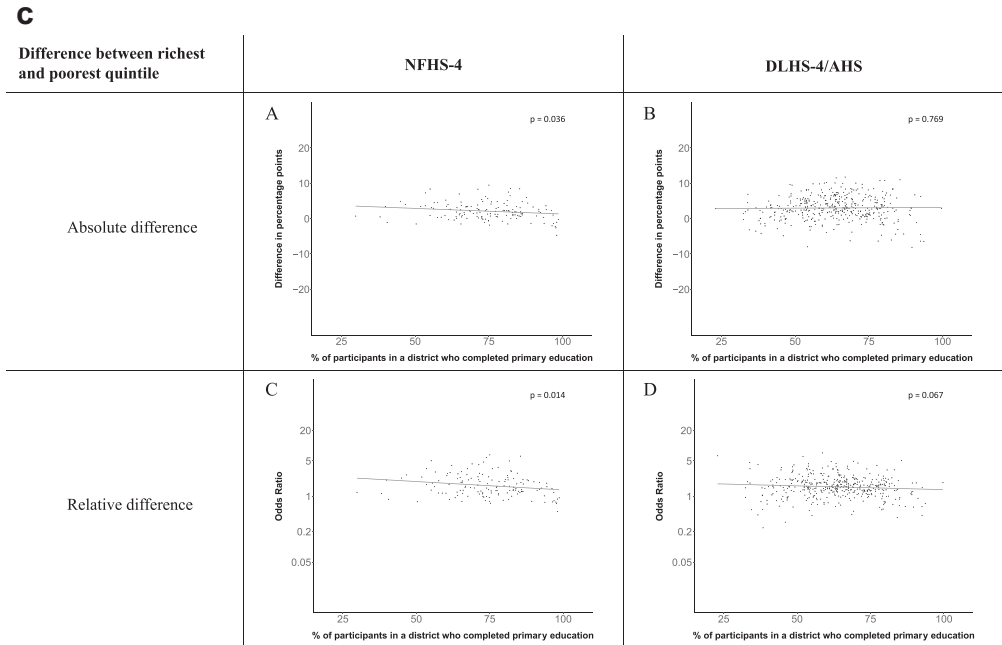 C
Difference between richest
and poorest quintile
NFHS-4
DLHS-4/AHS
Absolute difference
A
p = 0.036
Difference in percentage points
20
10
0
−10
−20
25
50
75
100
% of participants in a district who completed primary education
B
p = 0.769
Difference in percentage points
20
10
0
−10
−20
25
50
75
100
% of participants in a district who completed primary education
Relative difference
C
p = 0.014
Odds Ratio
20
5
1
0.2
0.05
25
50
75
100
% of participants in a district who completed primary education
D
p = 0.067
Odds Ratio
20
5
1
0.2
0.05
25
50
75
100
% of participants in a district who completed primary education